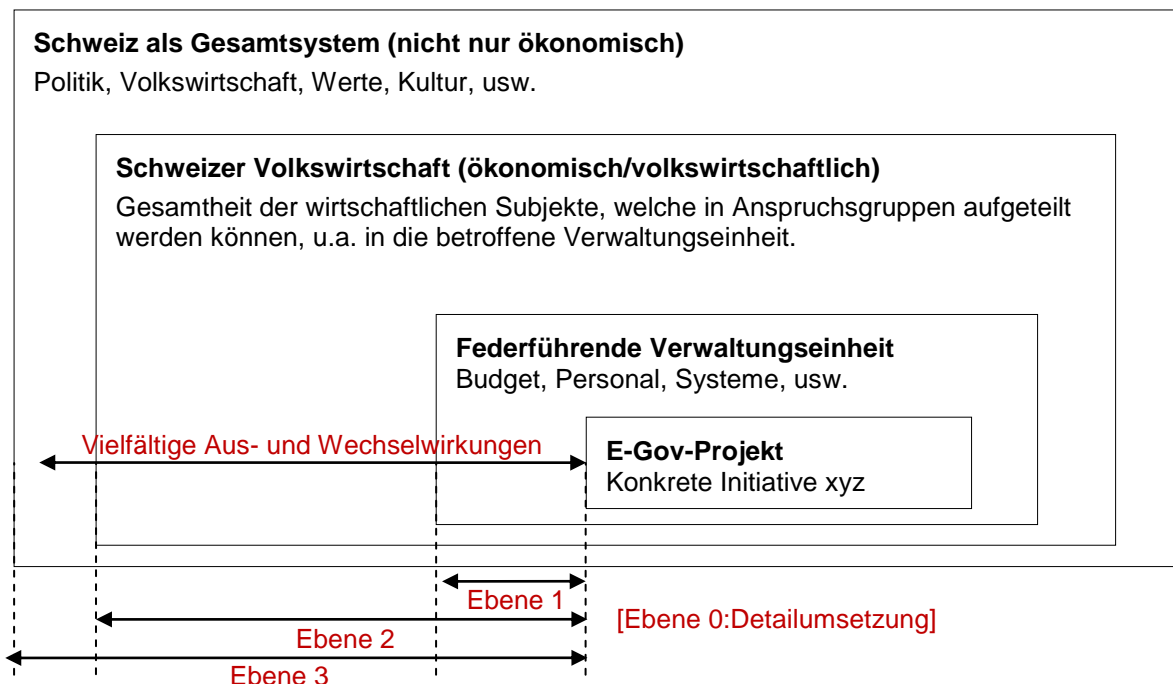 Schweiz als Gesamtsystem (nicht nur ökonomisch)
Politik, Volkswirtschaft, Werte, Kultur, usw.
Schweizer Volkswirtschaft (ökonomisch/volkswirtschaftlich)
Gesamtheit der wirtschaftlichen Subjekte, welche in Anspruchsgruppen aufgeteilt
werden können, u.a. in die betroffene Verwaltungseinheit.
Federführende Verwaltungseinheit
Budget, Personal, Systeme, usw.
Vielfältige Aus- und Wechselwirkungen
E-Gov-Projekt
Konkrete Initiative xyz
Ebene 1
[Ebene 0:Detailumsetzung]
Ebene 2
Ebene 3